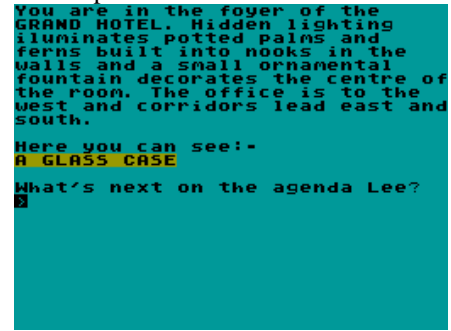 You are in the foyer of the
GRAND HOTEL. Hidden lighting
iluminates potted palms and
ferns built into nooks in the
walls and a small ornamental
fountain decorates the centre of
the room. The office is to the
west and corridors lead east and
south.
Here you can see:-
A GLASS CASE
What's next on the agenda Lee?
>